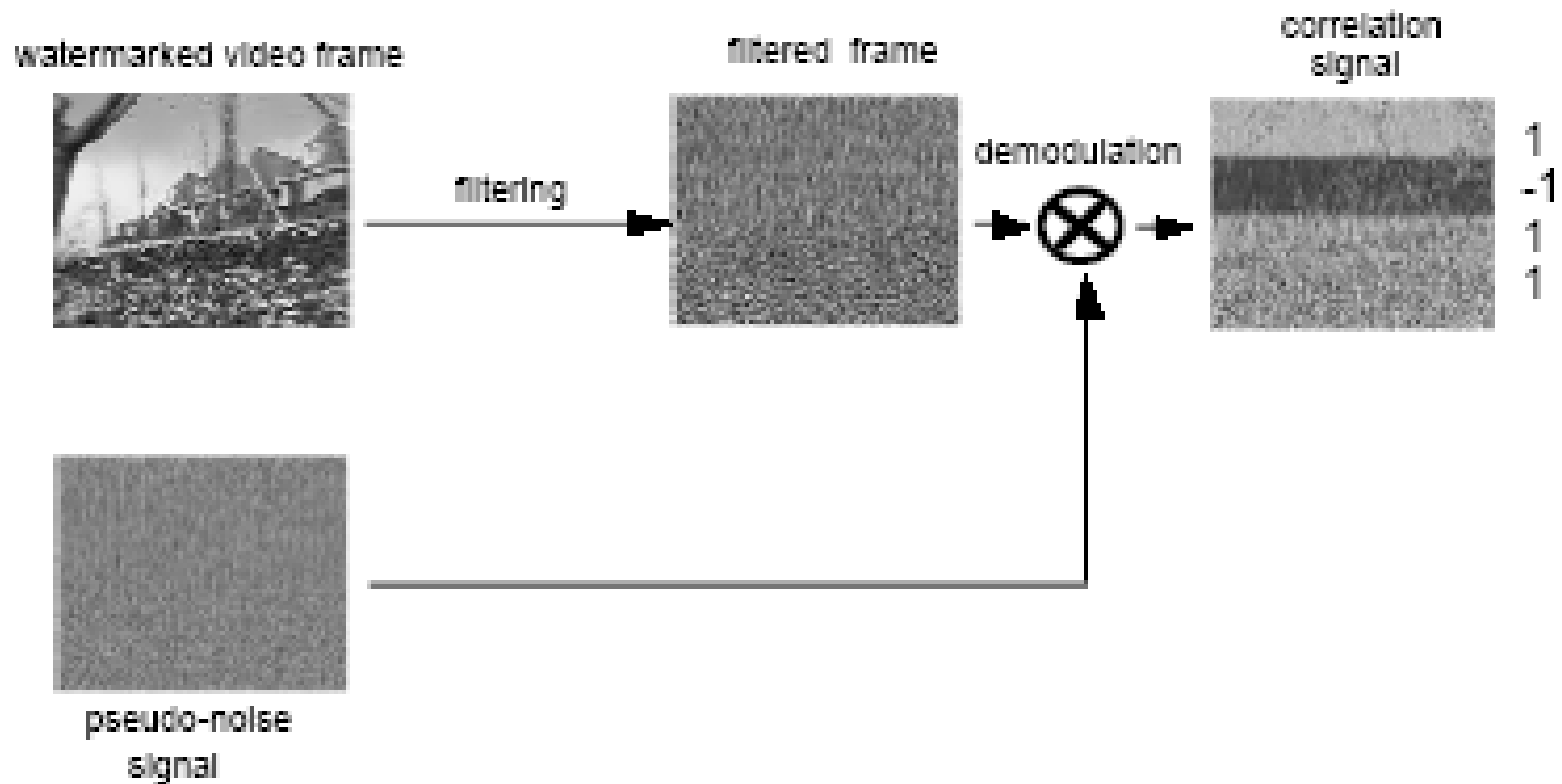 watermarked video frame
filtering
filtered frame
demodulation
correlation
signal
1
-1
1
1
pseudo-noise
signal